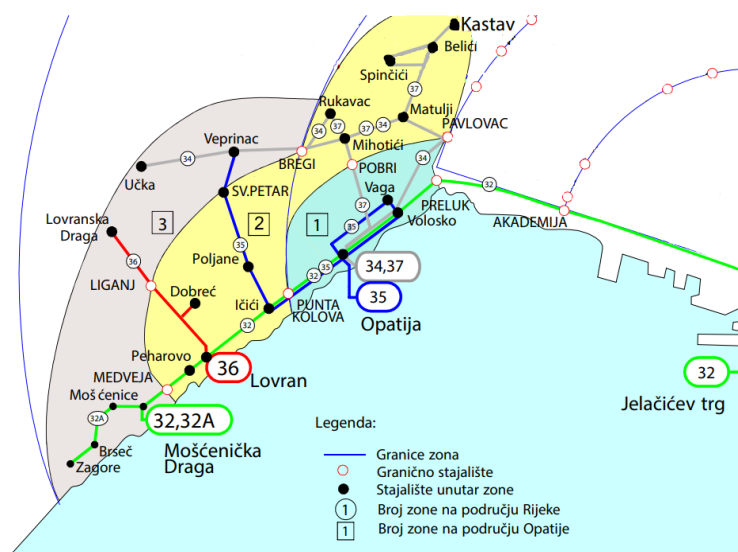 Kastav
Belići
Spinčići
37
Rukavac
Matulji
34
37
37
34
PAVLOVAC
Veprinac
Mihotići
34
BREGI
POBRI
34
Učka
Vaga
37
PRELUK
32
SV.PETAR
Volosko
AKADEMIJA
3
2
1
35
Lovranska
Draga
35
36
Poljane
34,37
32
35
LIGANJ
Dobreć
35
Ičići
PUNTA
KOLOVA
Opatija
32
Peharovo
36
Lovran
32
MEDVEJA
Jelačićev trg
Mošćenice
32A
32,32A
Mošćenička
Draga
Brseč
Zagore
Legenda:
Granice zona
Granično stajalište
Stajalište unutar zone
1 Broj zone na području Rijeke
1 Broj zone na području Opatije